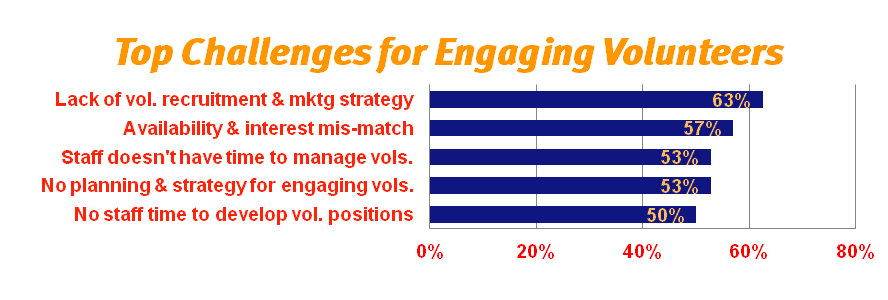 Top Challenges for Engaging Volunteers
Lack of vol. recruitment & mktg strategy 63%
Availability & interest mis-match 57%
Staff doesn't have time to manage vols. 53%
No planning & strategy for engaging vols. 53%
No staff time to develop vol. positions 50%
0% 20% 40% 60% 80%